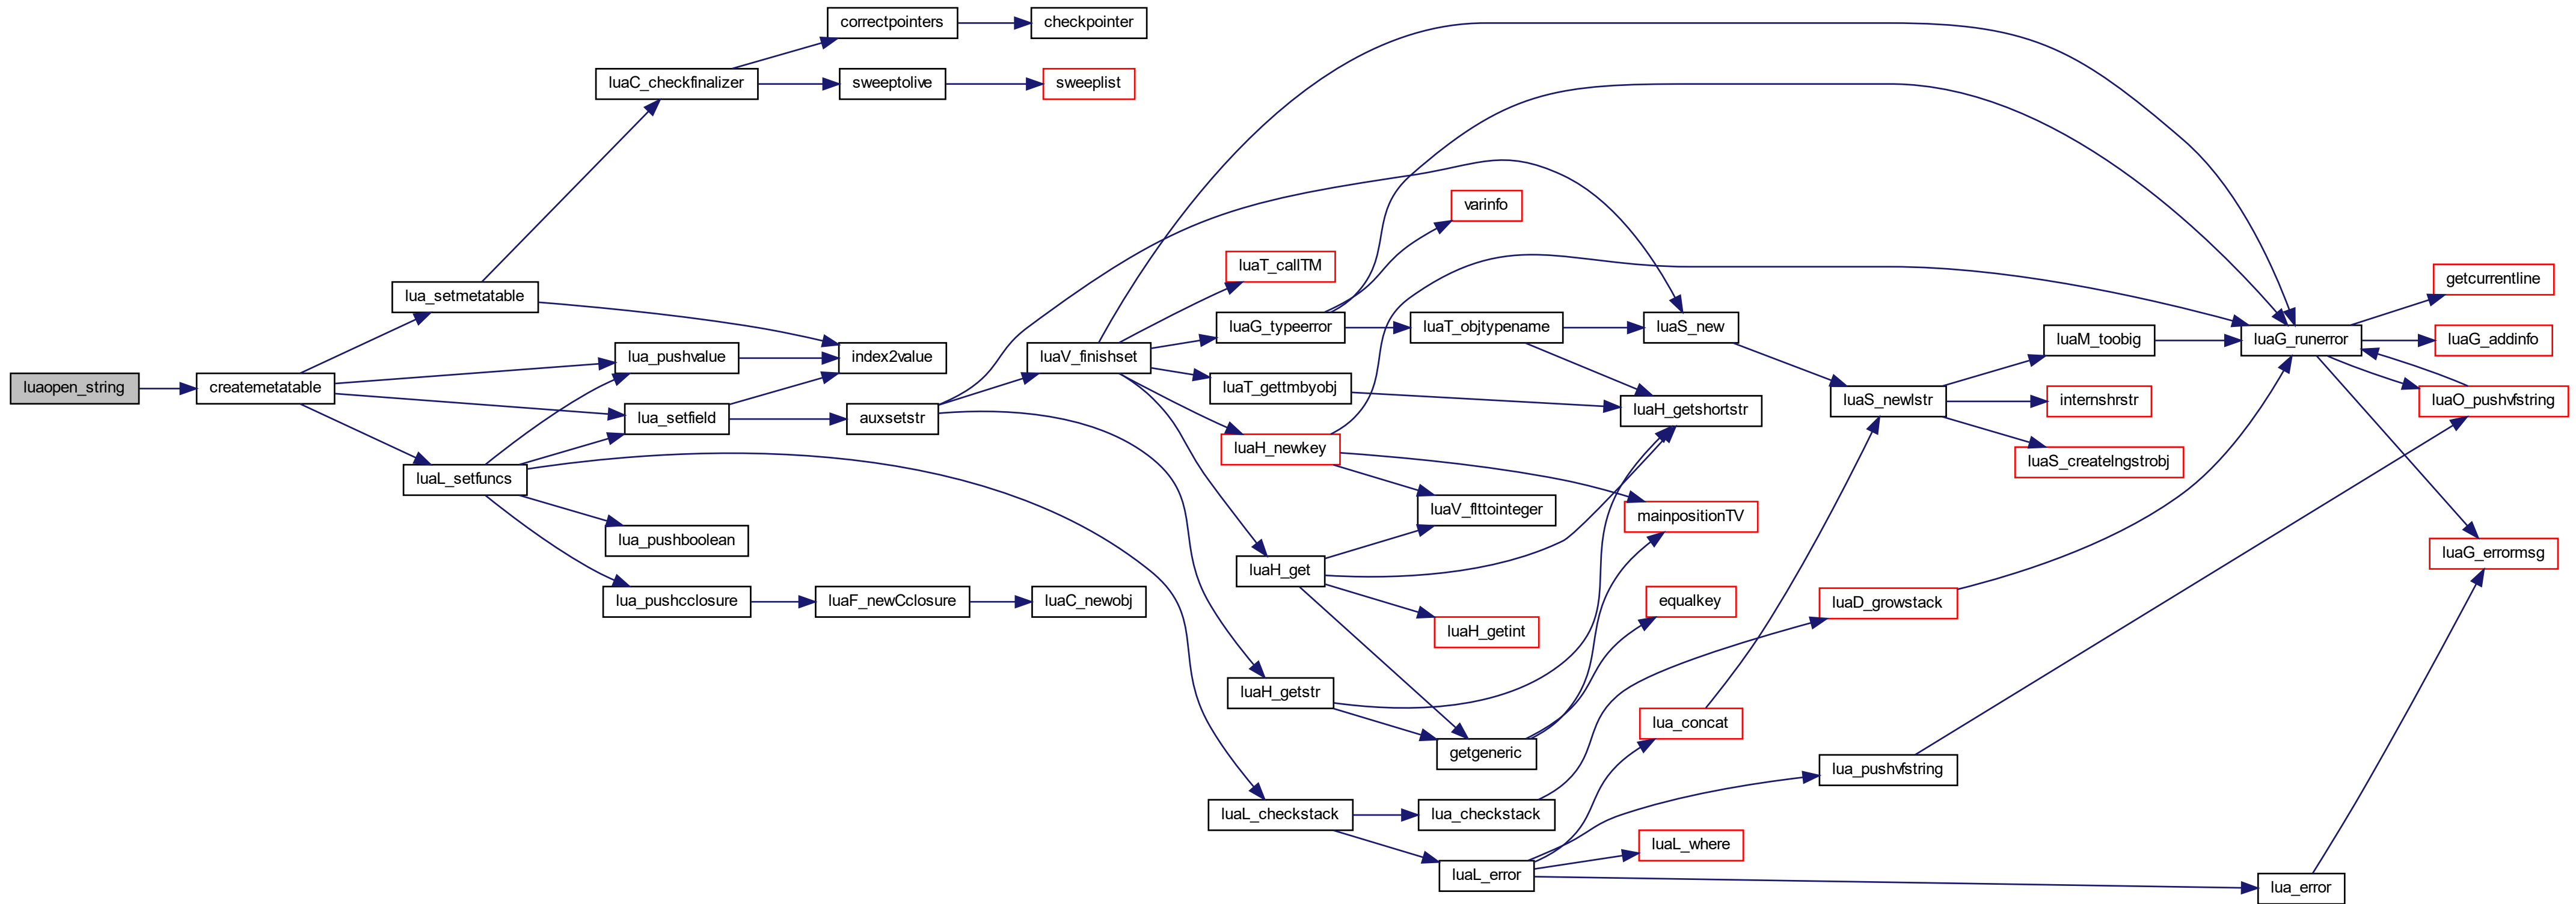 correctpointers
checkpointer
luaC_checkfinalizer
sweeptolive
sweeplist
varinfo
luaT_callTM
getcurrentline
lua_setmetatable
luaG_typeerror
luaT_objtypename
luaS_new
luaM_toobig
luaG_runerror
luaG_addinfo
lua_pushvalue
index2value
luaV_finishset
luaopen_string
createmetatable
luaT_gettmbyobj
luaS_newlstr
internshrstr
luaO_pushvfstring
lua_setfield
auxsetstr
luaH_getshortstr
luaH_newkey
luaS_createlngstrobj
luaL_setfuncs
luaV_flttointeger
mainpositionTV
lua_pushboolean
luaH_get
luaG_errormsg
lua_pushcclosure
luaF_newCclosure
luaC_newobj
equalkey
luaD_growstack
luaH_getint
luaH_getstr
lua_concat
getgeneric
lua_pushvfstring
luaL_checkstack
lua_checkstack
luaL_where
luaL_error
lua_error